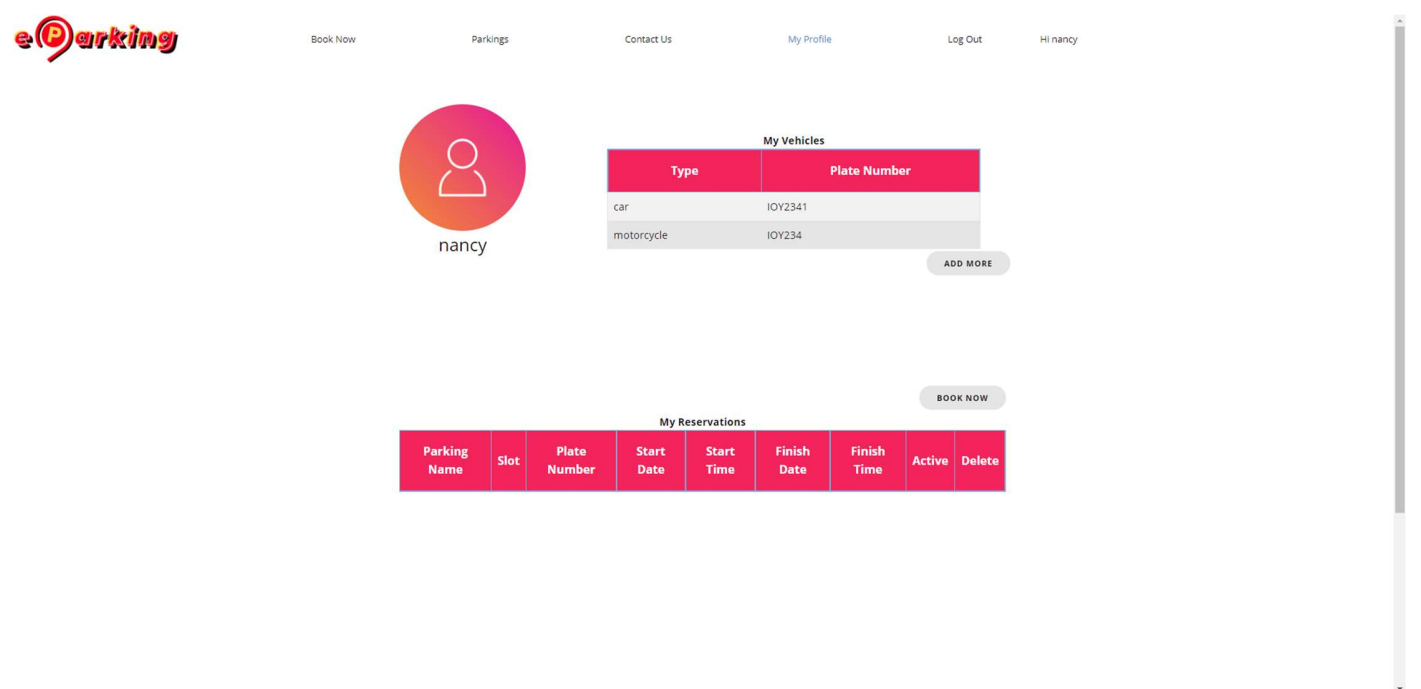 eParking
Book Now Parkings Contact Us My Profile Log Out Hi nancy
nancy
My Vehicles
Type Plate Number
car IOY2341
motorcycle IOY234
ADD MORE
BOOK NOW
My Reservations
Parking Name Slot Plate Number Start Date Start Time Finish Date Finish Time Active Delete